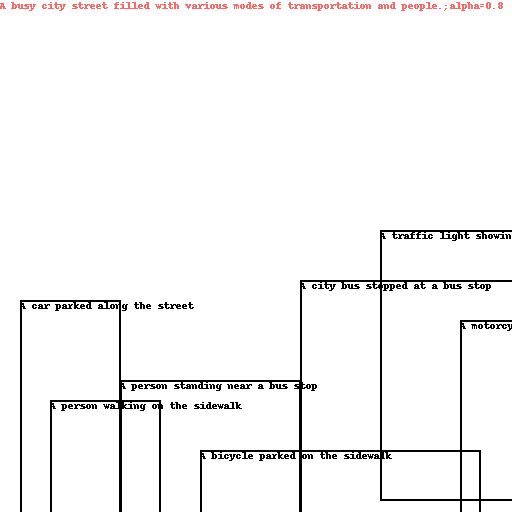 A busy city street filled with various modes of transportation and people.;alpha=0.8
A traffic light showin
A city bus stopped at a bus stop
A car parked along the street
A motorcy
A person standing near a bus stop
A person walking on the sidewalk
A bicycle parked on the sidewalk